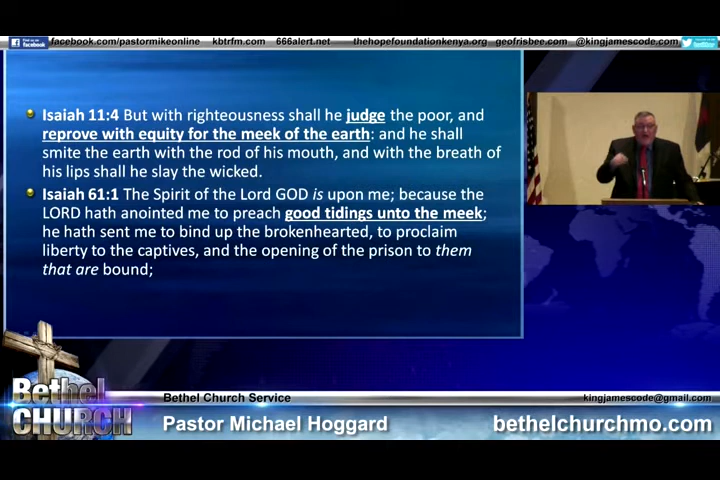 Find us on facebook facebook.com/pastormikeonline kbtrfm.com 666alert.net thehopefoundationkenya.org geofrisbee.com @kingjamescode.com twitter
Isaiah 11:4 But with righteousness shall he judge the poor, and
reprove with equity for the meek of the earth: and he shall
smite the earth with the rod of his mouth, and with the breath of
his lips shall he slay the wicked.
Isaiah 61:1 The Spirit of the Lord GOD is upon me; because the
LORD hath anointed me to preach good tidings unto the meek;
he hath sent me to bind up the brokenhearted, to proclaim
liberty to the captives, and the opening of the prison to them
that are bound;
Bethel
CHURCH
Bethel Church Service kingjamescode@gmail.com
Pastor Michael Hoggard bethelchurchmo.com